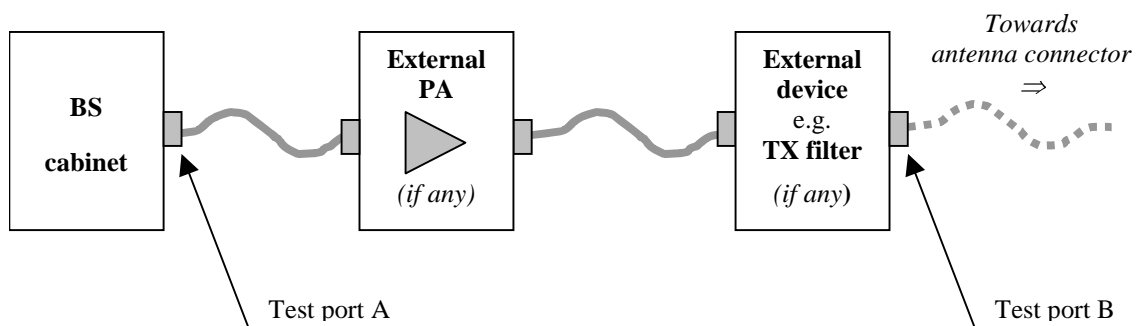 BS
cabinet
External
PA
(if any)
External
device
e.g.
TX filter
(if any)
Towards
antenna connector
⇒
Test port A
Test port B